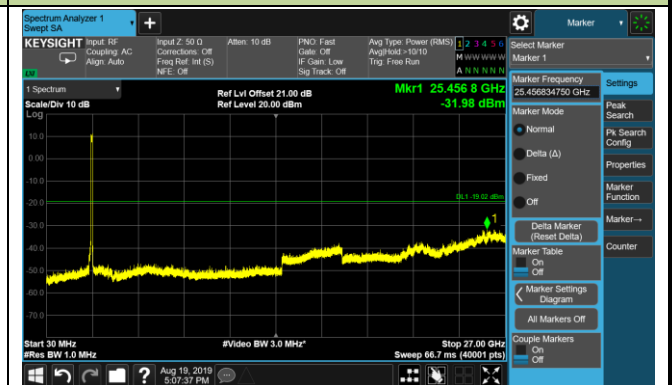 Spectrum Analyzer 1
Swept SA
+
Marker
KEYSIGHT
Input: RF
Coupling: AC
Align: Auto
Input Z: 50 Ω
Corrections: Off
Freq Ref: Int (S)
NFE: Off
Atten: 10 dB
PNO: Fast
Gate: Off
IF Gain: Low
Sig Track: Off
Avg Type: Power (RMS)
Avg|Hold:>10/10
Trig: Free Run
1 2 3 4 5 6
M W W W W W
A N N N N N
Select Marker
Marker 1
1 Spectrum
Scale/Div 10 dB
Log
Ref Lvl Offset 21.00 dB
Ref Level 20.00 dBm
Mkr1 25.456 8 GHz
-31.98 dBm
10.0
0.00
-10.0
-20.0
-30.0
-40.0
-50.0
-60.0
-70.0
DL1 -19.02 dBm
1
Start 30 MHz
#Res BW 1.0 MHz
#Video BW 3.0 MHz*
Stop 27.00 GHz
Sweep 66.7 ms (40001 pts)
Marker Frequency
25.456834750 GHz
Marker Mode
Normal
Delta (Δ)
Fixed
Off
Delta Marker
(Reset Delta)
Marker Table
On
Off
Marker Settings
Diagram
All Markers Off
Couple Markers
On
Off
Settings
Peak
Search
Pk Search
Config
Properties
Marker
Function
Marker→
Counter
?
Aug 19, 2019
5:07:37 PM